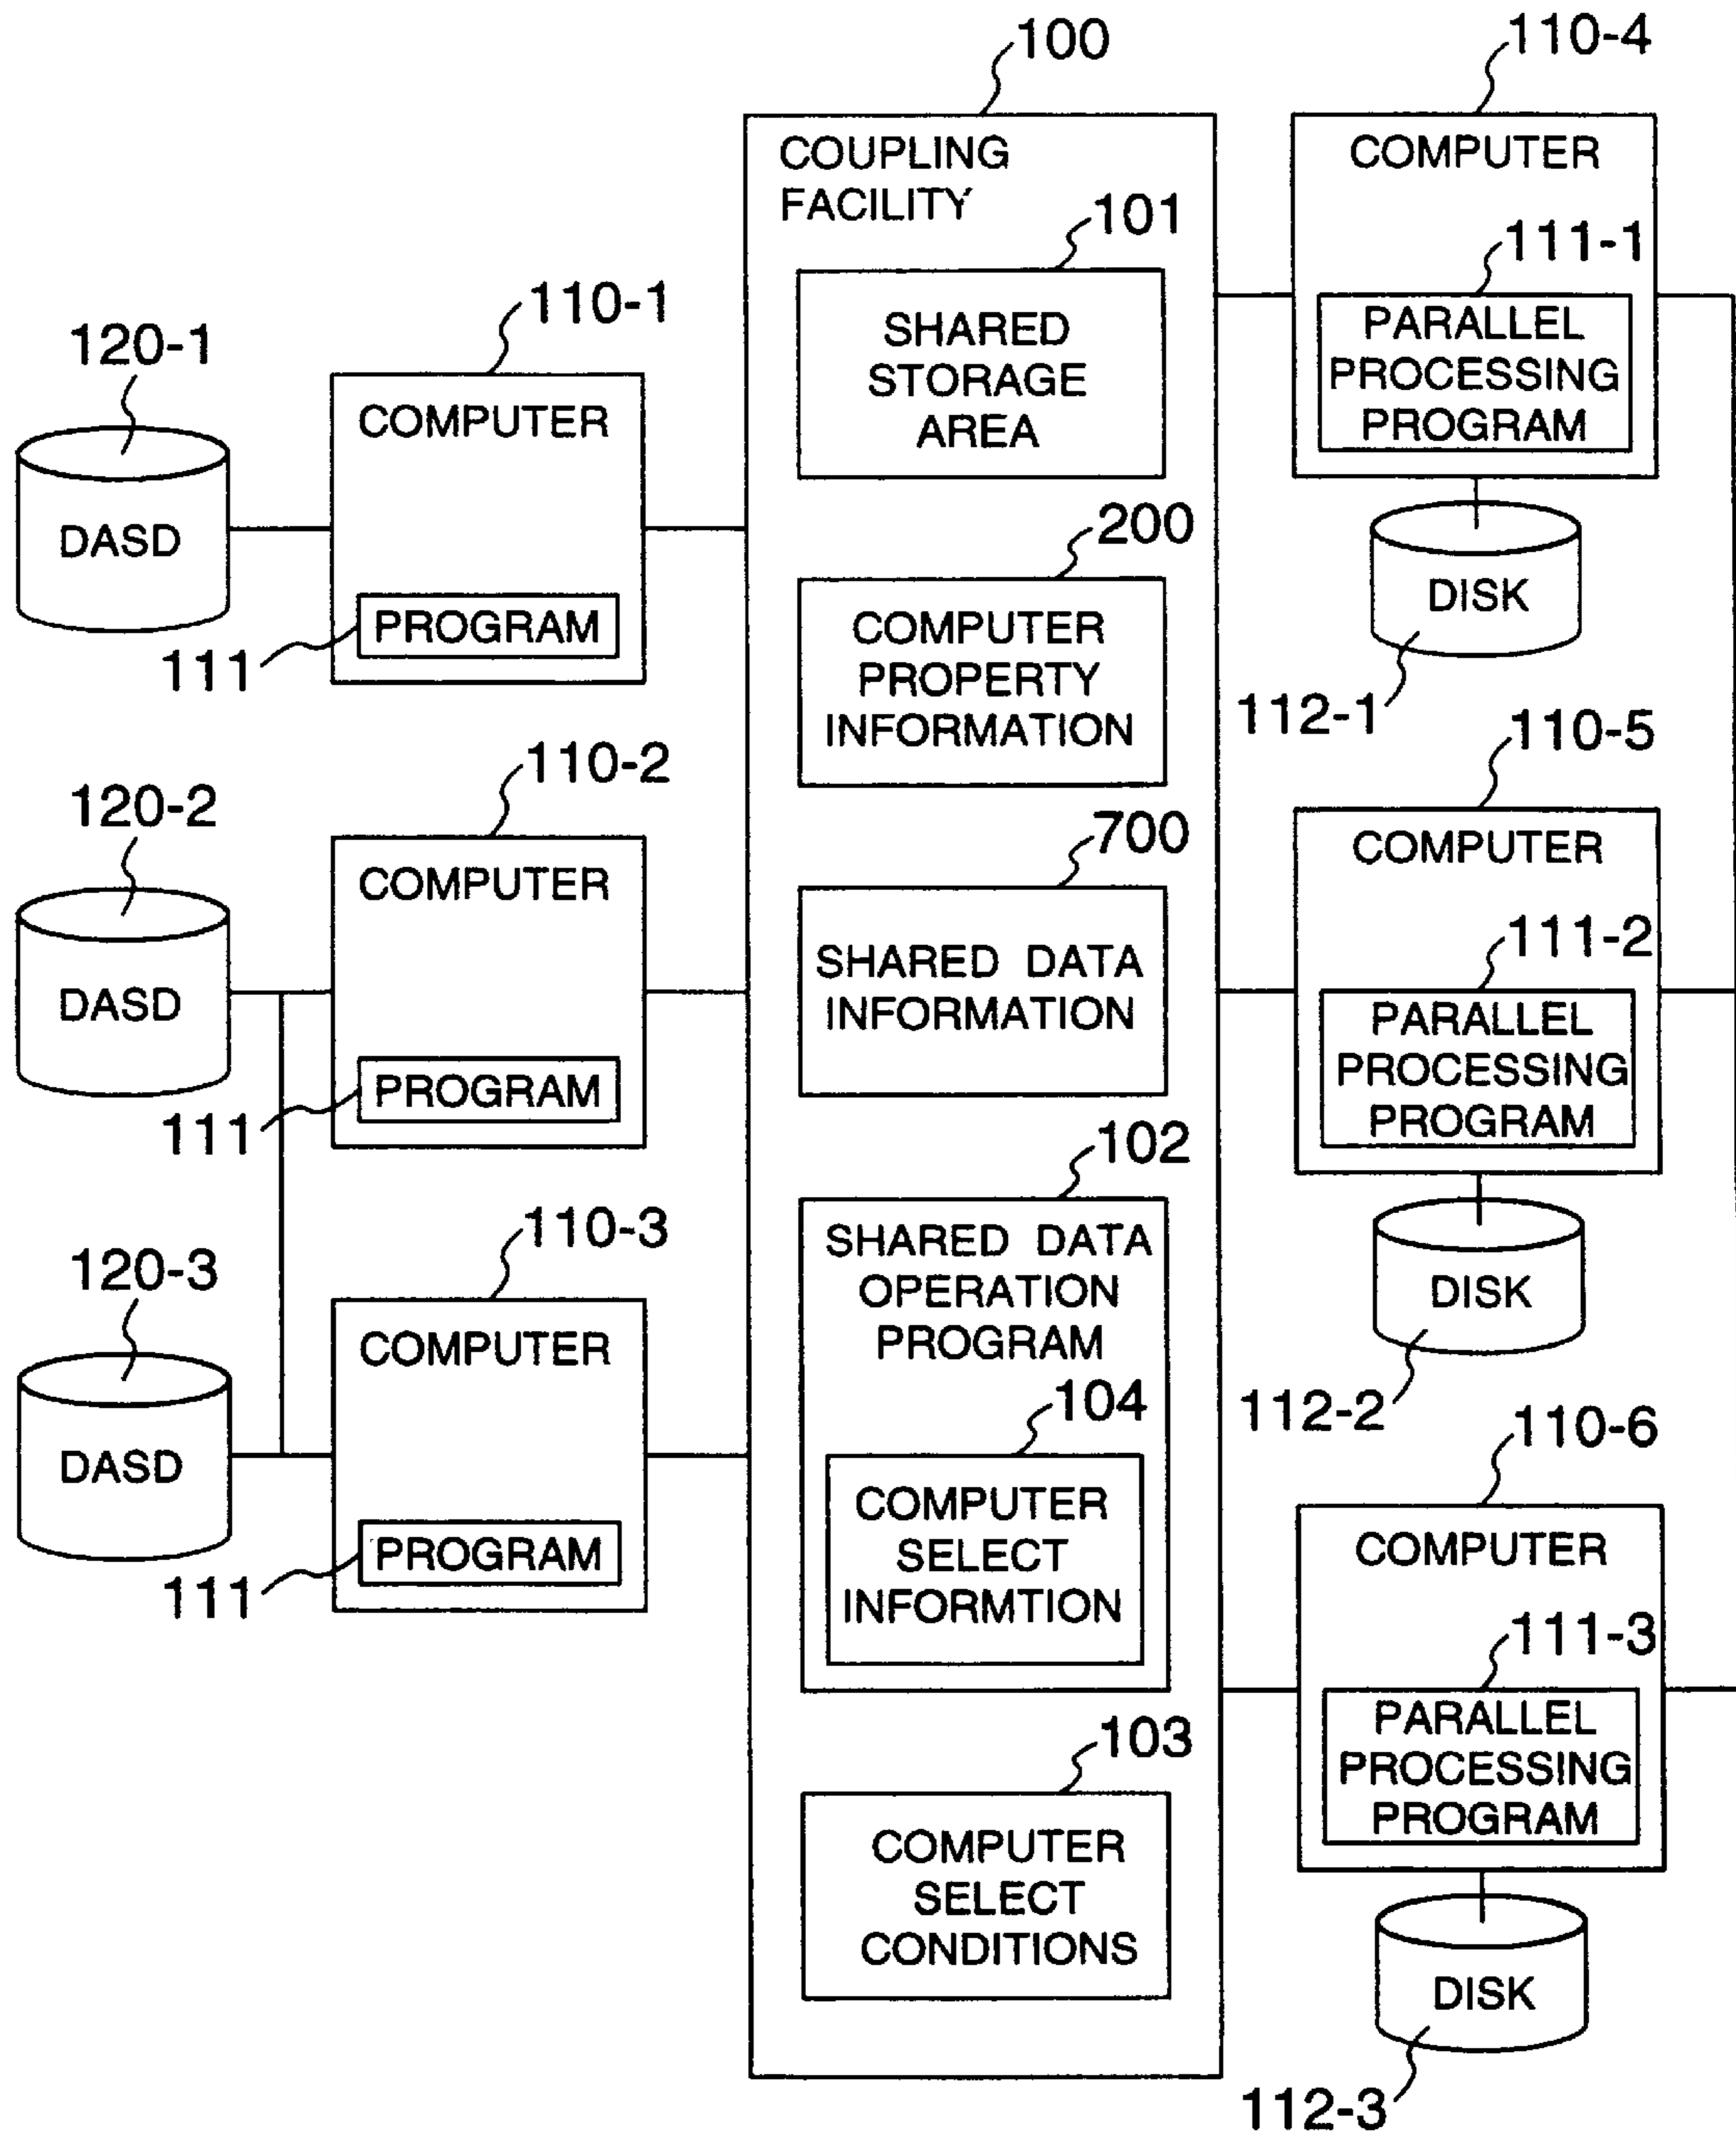 100
COUPLING
FACILITY
101
SHARED
STORAGE
AREA
200
COMPUTER
PROPERTY
INFORMATION
700
SHARED DATA
INFORMATION
102
SHARED DATA
OPERATION
PROGRAM
104
COMPUTER
SELECT
INFORMTION
103
COMPUTER
SELECT
CONDITIONS
120-1
DASD
110-1
COMPUTER
PROGRAM
111
120-2
DASD
110-2
COMPUTER
PROGRAM
111
120-3
DASD
110-3
COMPUTER
PROGRAM
111
110-4
COMPUTER
111-1
PARALLEL
PROCESSING
PROGRAM
DISK
112-1
110-5
COMPUTER
111-2
PARALLEL
PROCESSING
PROGRAM
DISK
112-2
110-6
COMPUTER
111-3
PARALLEL
PROCESSING
PROGRAM
DISK
112-3